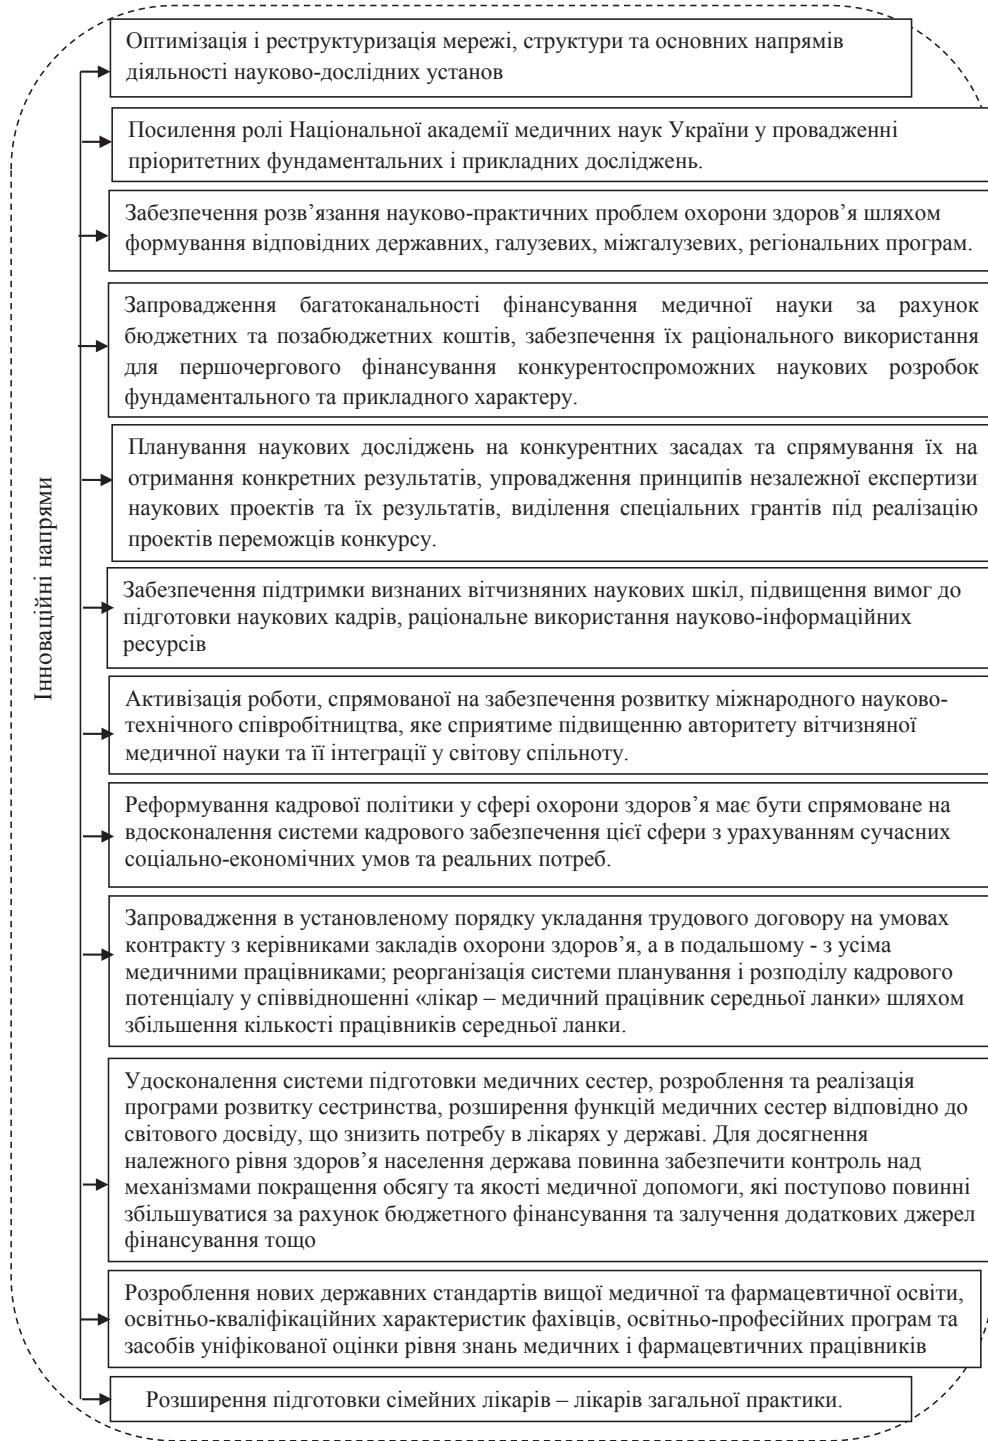 Інноваційні напрями
Оптимізація і реструктуризація мережі, структури та основних напрямів
діяльності науково-дослідних установ
Посилення ролі Національної академії медичних наук України у провадженні
пріоритетних фундаментальних і прикладних досліджень.
Забезпечення розв’язання науково-практичних проблем охорони здоров’я шляхом
формування відповідних державних, галузевих, міжгалузевих, регіональних програм.
Запровадження багатоканальності фінансування медичної науки за рахунок
бюджетних та позабюджетних коштів, забезпечення їх раціонального використання
для першочергового фінансування конкурентоспроможних наукових розробок
фундаментального та прикладного характеру.
Планування наукових досліджень на конкурентних засадах та спрямування їх на
отримання конкретних результатів, упровадження принципів незалежної експертизи
наукових проектів та їх результатів, виділення спеціальних грантів під реалізацію
проектів переможців конкурсу.
Забезпечення підтримки визнаних вітчизняних наукових шкіл, підвищення вимог до
підготовки наукових кадрів, раціональне використання науково-інформаційних
ресурсів
Активізація роботи, спрямованої на забезпечення розвитку міжнародного науково-
технічного співробітництва, яке сприятиме підвищенню авторитету вітчизняної
медичної науки та її інтеграції у світову спільноту.
Реформування кадрової політики у сфері охорони здоров’я має бути спрямоване на
вдосконалення системи кадрового забезпечення цієї сфери з урахуванням сучасних
соціально-економічних умов та реальних потреб.
Запровадження в установленому порядку укладання трудового договору на умовах
контракту з керівниками закладів охорони здоров’я, а в подальшому - з усіма
медичними працівниками; реорганізація системи планування і розподілу кадрового
потенціалу у співвідношенні «лікар – медичний працівник середньої ланки» шляхом
збільшення кількості працівників середньої ланки.
Удосконалення системи підготовки медичних сестер, розроблення та реалізація
програми розвитку сестринства, розширення функцій медичних сестер відповідно до
світового досвіду, що знизить потребу в лікарях у державі. Для досягнення
належного рівня здоров’я населення держава повинна забезпечити контроль над
механізмами покращення обсягу та якості медичної допомоги, які поступово повинні
збільшуватися за рахунок бюджетного фінансування та залучення додаткових джерел
фінансування тощо
Розроблення нових державних стандартів вищої медичної та фармацевтичної освіти,
освітньо-кваліфікаційних характеристик фахівців, освітньо-професійних програм та
засобів уніфікованої оцінки рівня знань медичних і фармацевтичних працівників
Розширення підготовки сімейних лікарів – лікарів загальної практики.